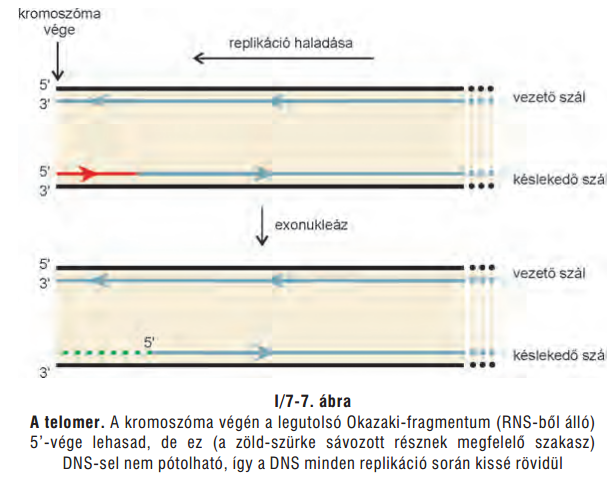 kromoszóma
vége
replikáció haladása
5'
3'
vezető szál
5'
3'
késlekedő szál
exonukleáz
5'
3'
vezető szál
5'
3'
késlekedő szál
I/7-7. ábra
A telomer. A kromoszóma végén a legutolsó Okazaki-fragmentum (RNS-ből álló)
5'-vége lehasad, de ez (a zöld-szürke sávozott résznek megfelelő szakasz)
DNS-sel nem pótolható, így a DNS minden replikáció során kissé rövidül